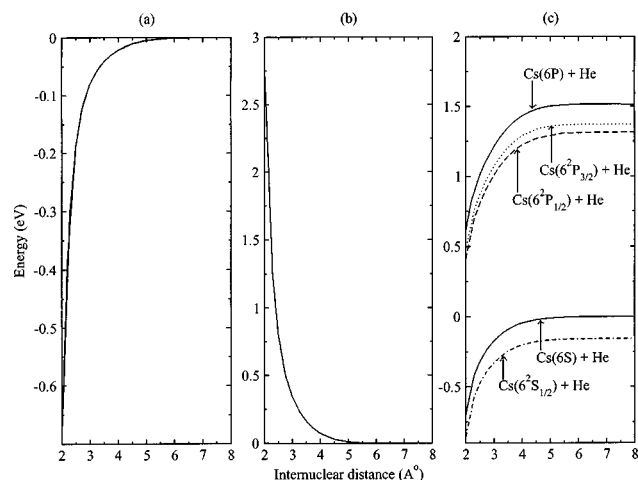 (a)
(b)
(c)
Energy (eV)
0
-0.1
-0.2
-0.3
-0.4
-0.5
-0.6
2 3 4 5 6 7 8
3
2.5
2
1.5
1
0.5
0
2 3 4 5 6 7 8
Internuclear distance (A°)
2
1.5
1
0.5
0
-0.5
2 3 4 5 6 7 8
Cs(6P) + He
Cs(6²P₃/₂) + He
Cs(6²P₁/₂) + He
Cs(6S) + He
Cs(6²S₁/₂) + He